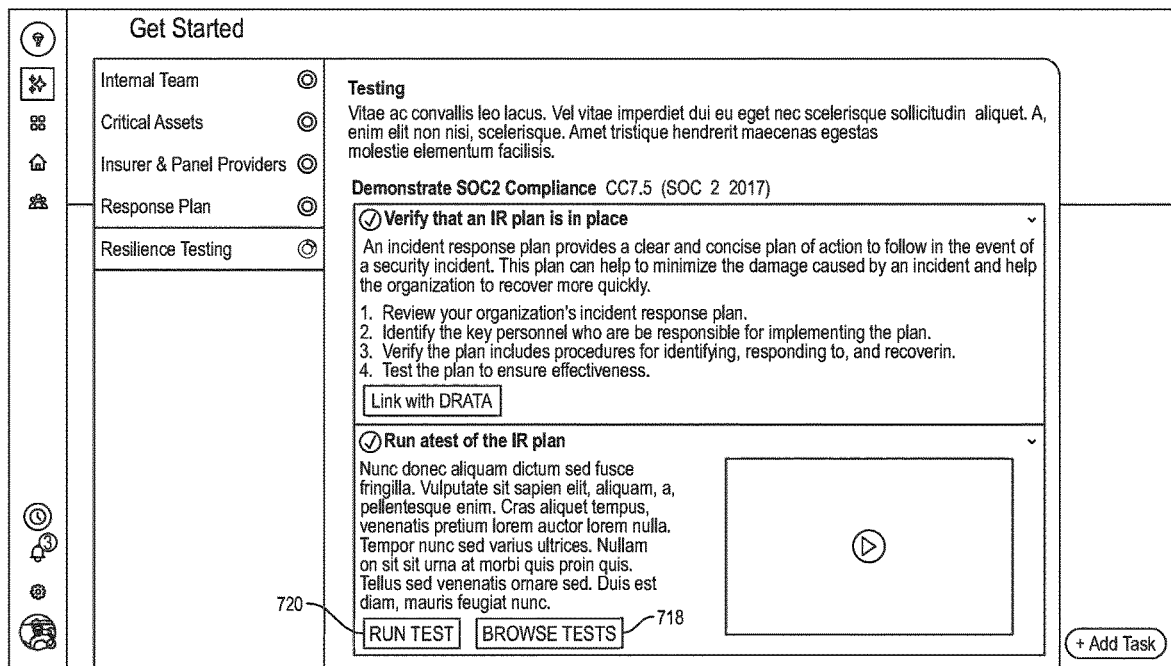 Get Started
Internal Team
Critical Assets
Insurer & Panel Providers
Response Plan
Resilience Testing
Testing
Vitae ac convallis leo lacus. Vel vitae imperdiet dui eu eget nec scelerisque sollicitudin aliquet. A,
enim elit non nisi, scelerisque. Amet tristique hendrerit maecenas egestas
molestie elementum facilisis.
Demonstrate SOC2 Compliance CC7.5 (SOC 2 2017)
Verify that an IR plan is in place
An incident response plan provides a clear and concise plan of action to follow in the event of
a security incident. This plan can help to minimize the damage caused by an incident and help
the organization to recover more quickly.
1. Review your organization's incident response plan.
2. Identify the key personnel who are be responsible for implementing the plan.
3. Verify the plan includes procedures for identifying, responding to, and recoverin.
4. Test the plan to ensure effectiveness.
Link with DRATA
Run atest of the IR plan
Nunc donec aliquam dictum sed fusce
fringilla. Vulputate sit sapien elit, aliquam, a,
pellentesque enim. Cras aliquet tempus,
venenatis pretium lorem auctor lorem nulla.
Tempor nunc sed varius ultrices. Nullam
on sit sit urna at morbi quis proin quis.
Tellus sed venenatis ornare sed. Duis est
diam, mauris feugiat nunc.
720
RUN TEST
BROWSE TESTS
718
3
+ Add Task